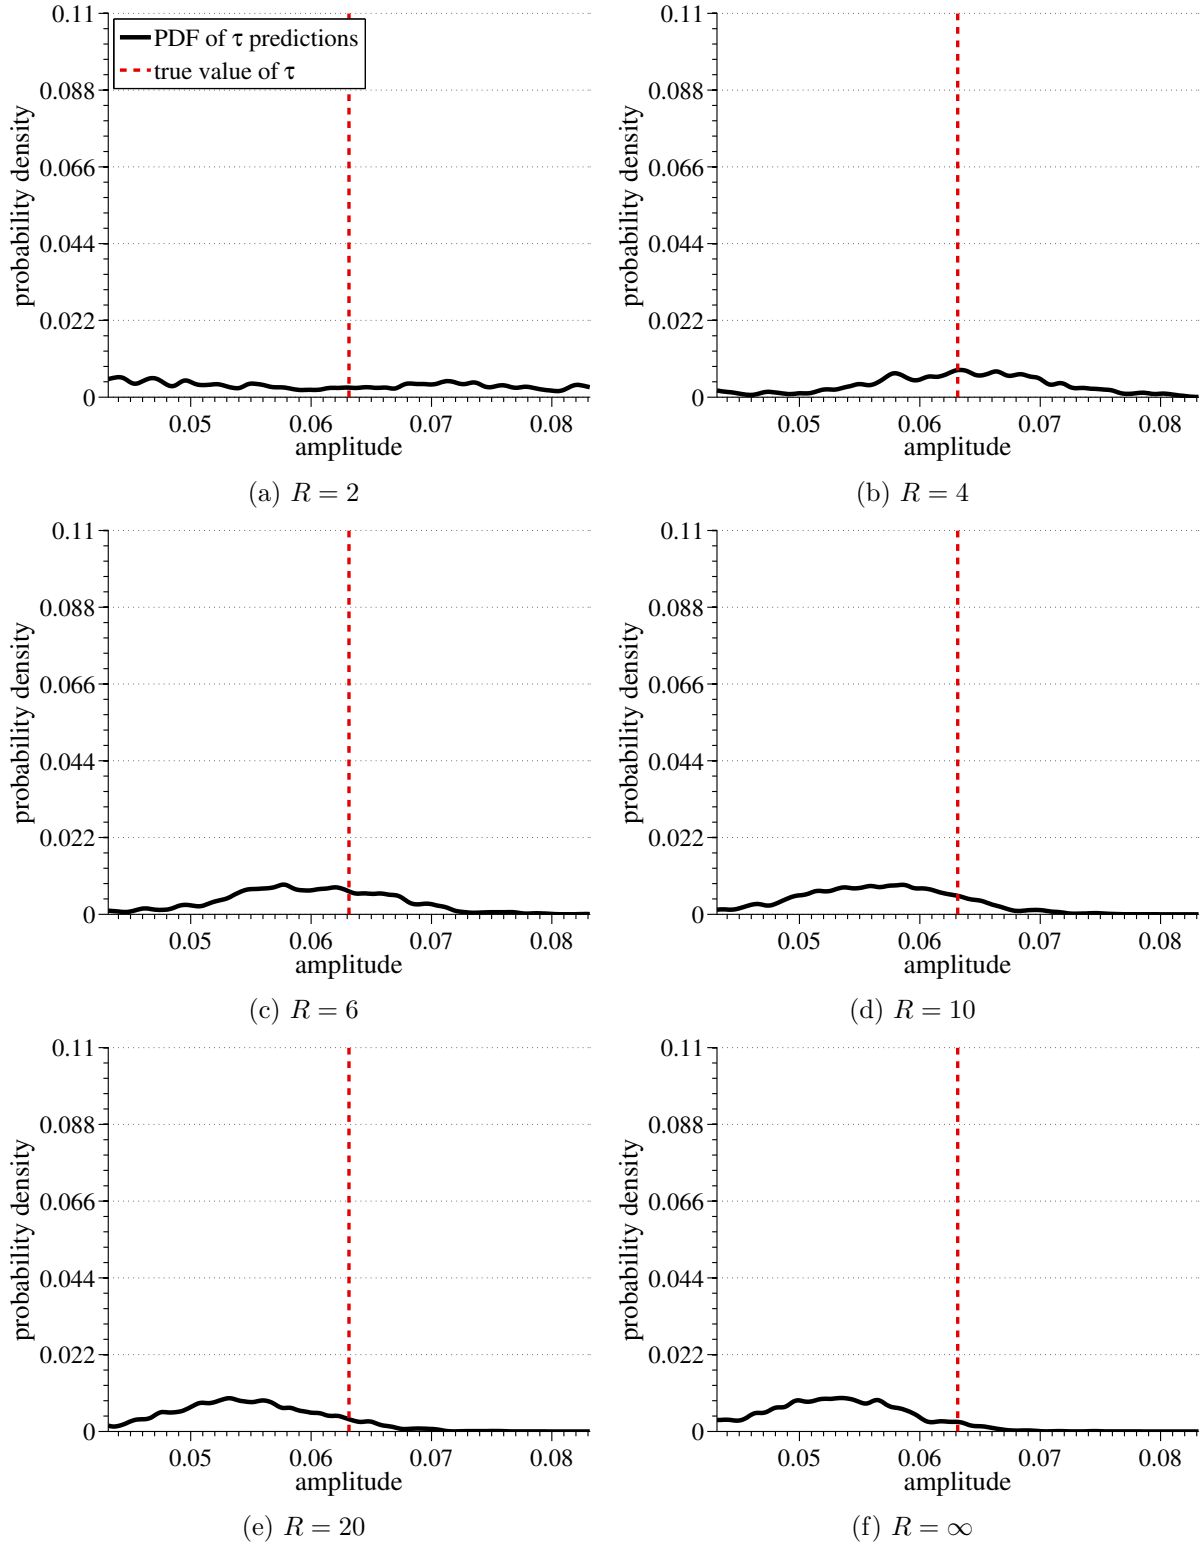 0.11
0.088
0.066
0.044
0.022
0
probability density
PDF of τ predictions
true value of τ
0.05 0.06 0.07 0.08
amplitude
(a) R = 2
0.11
0.088
0.066
0.044
0.022
0
probability density
0.05 0.06 0.07 0.08
amplitude
(b) R = 4
0.11
0.088
0.066
0.044
0.022
0
probability density
0.05 0.06 0.07 0.08
amplitude
(c) R = 6
0.11
0.088
0.066
0.044
0.022
0
probability density
0.05 0.06 0.07 0.08
amplitude
(d) R = 10
0.11
0.088
0.066
0.044
0.022
0
probability density
0.05 0.06 0.07 0.08
amplitude
(e) R = 20
0.11
0.088
0.066
0.044
0.022
0
probability density
0.05 0.06 0.07 0.08
amplitude
(f) R = ∞